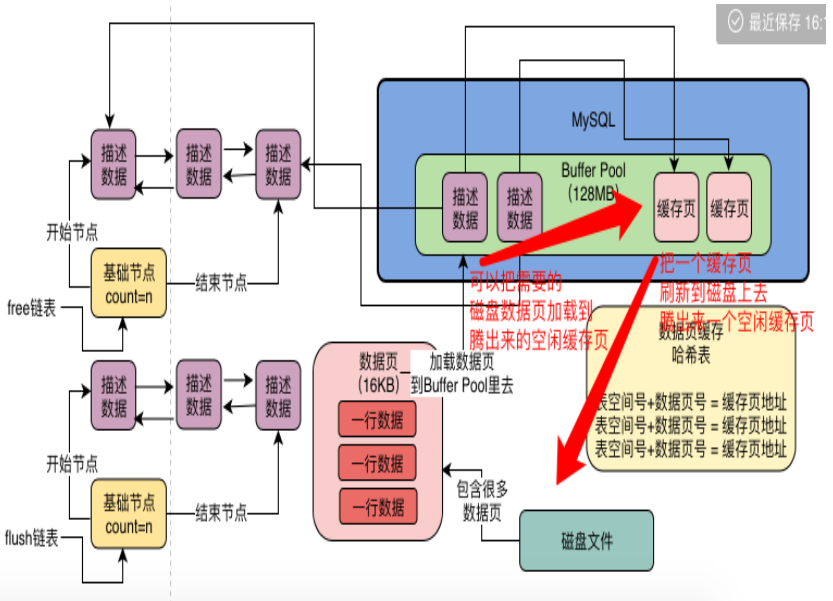 最近保存 16:1
MySQL
Buffer Pool
(128MB)
描述
数据
描述
数据
描述
数据
描述
数据
描述
数据
缓存页
缓存页
开始节点
基础节点
count=n
结束节点
free链表
可以把需要的
磁盘数据页加载到
腾出来的空闲缓存页
把一个缓存页
刷新到磁盘上去
腾出来一个空闲缓存页
数据页缓存
哈希表
表空间号+数据页号 = 缓存页地址
表空间号+数据页号 = 缓存页地址
表空间号+数据页号 = 缓存页地址
数据页
(16KB)
加载数据页
到Buffer Pool里去
一行数据
一行数据
一行数据
描述
数据
描述
数据
描述
数据
开始节点
基础节点
count=n
结束节点
flush链表
包含很多
数据页
磁盘文件